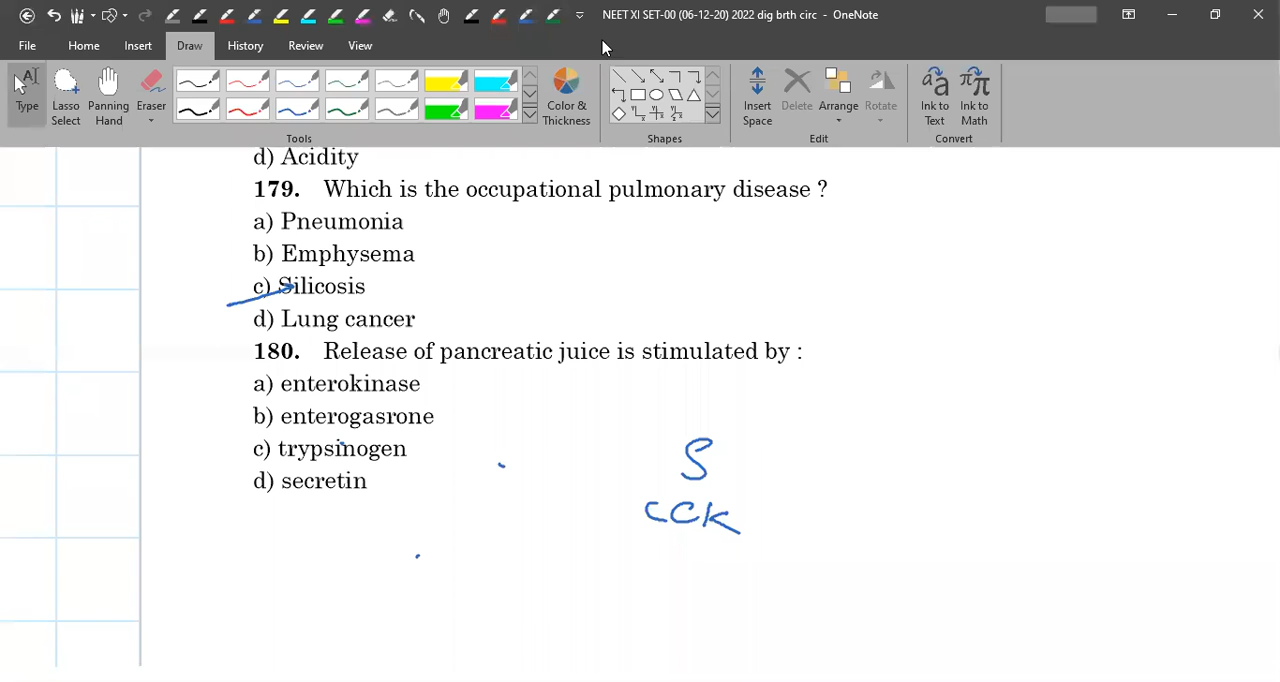 NEET XI SET-00 (06-12-20) 2022 dig brth circ - OneNote
File Home Insert Draw History Review View
Type
Lasso Select
Panning Hand
Eraser
Color & Thickness
Insert Space
Delete
Arrange
Rotate
Ink to Text
Ink to Math
Tools
Shapes
Edit
Convert
d) Acidity
179. Which is the occupational pulmonary disease ?
a) Pneumonia
b) Emphysema
c) Silicosis
d) Lung cancer
180. Release of pancreatic juice is stimulated by :
a) enterokinase
b) enterogasrone
c) trypsinogen
d) secretin
S
CCK